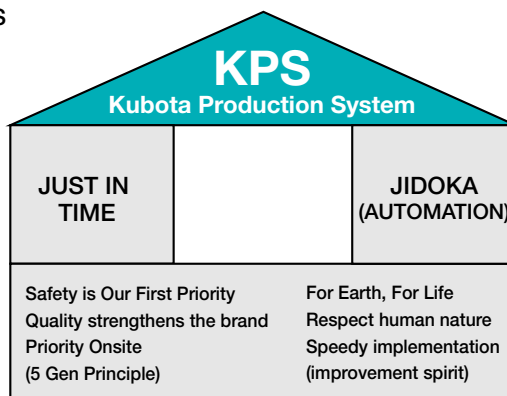 s
KPS
Kubota Production System
JUST IN
TIME
JIDOKA
(AUTOMATION)
Safety is Our First Priority
Quality strengthens the brand
Priority Onsite
(5 Gen Principle)
For Earth, For Life
Respect human nature
Speedy implementation
(improvement spirit)